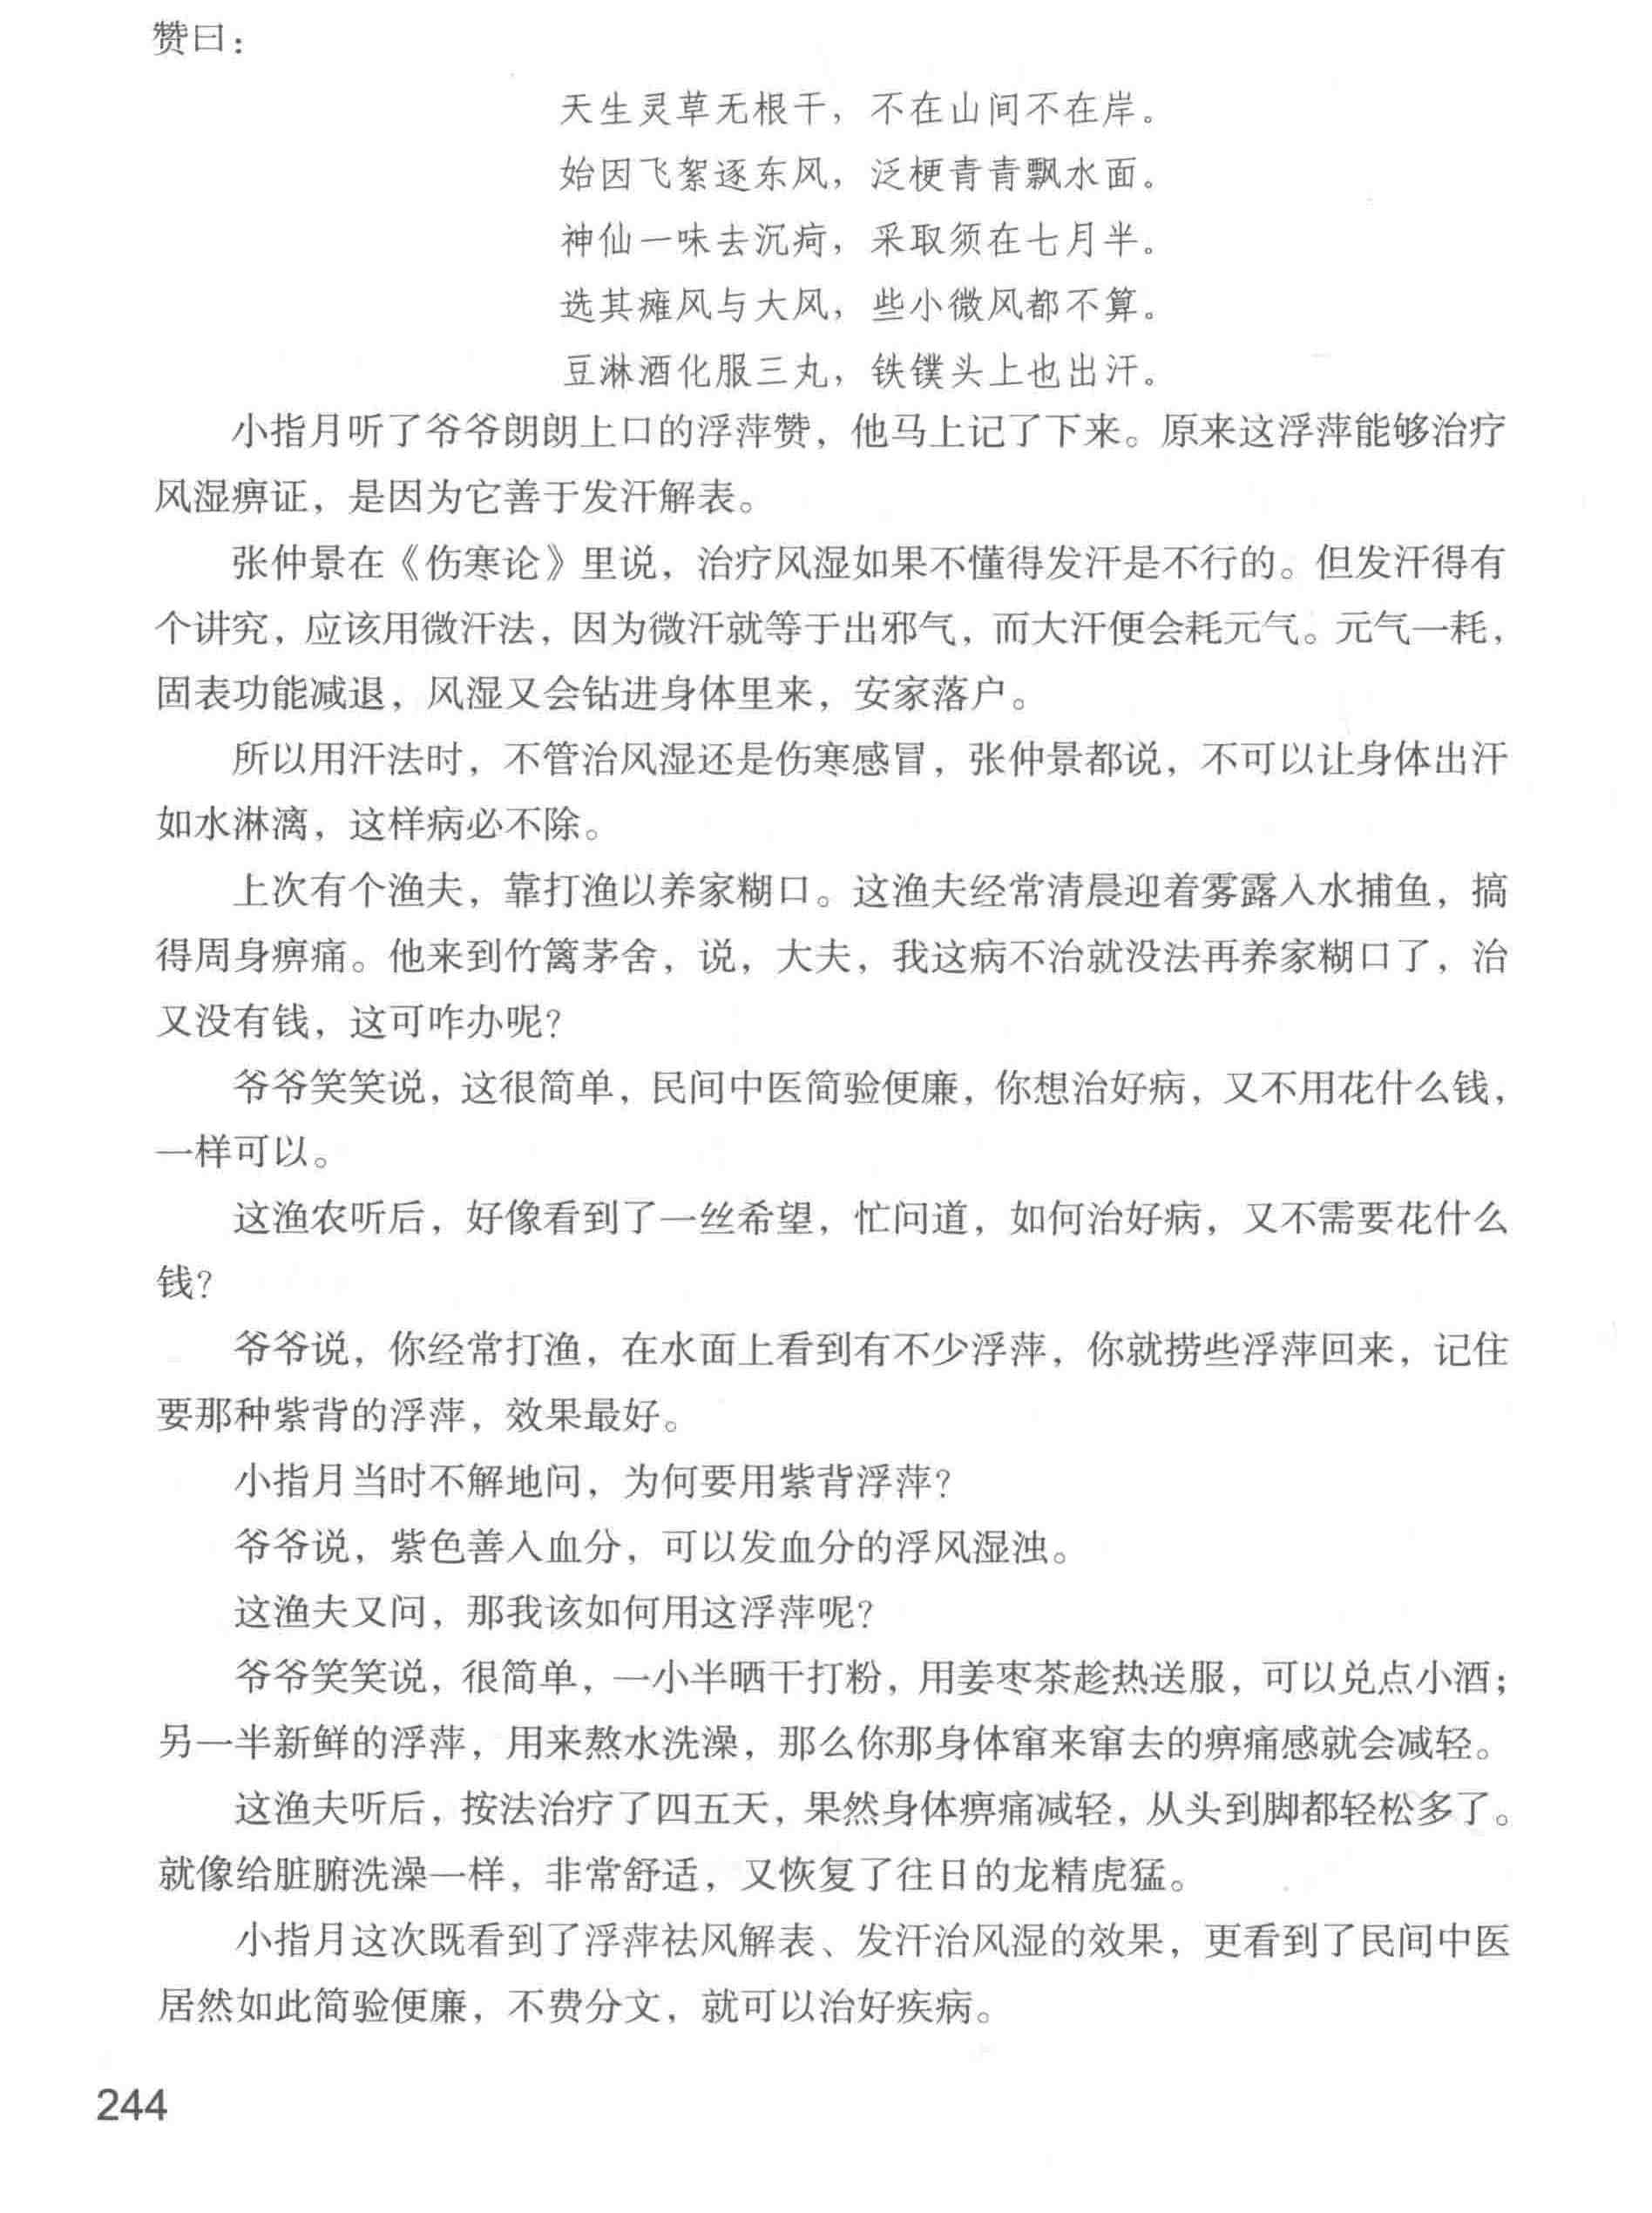 赞曰：
天生灵草无根干，不在山间不在岸。
始因飞絮逐东风，泛梗青青飘水面。
神仙一味去沉疴，采取须在七月半。
选其瘫风与大风，些小微风都不算。
豆淋酒化服三丸，铁镤头上也出汗。
小指月听了爷爷朗朗上口的浮萍赞，他马上记了下来。原来这浮萍能够治疗
风湿痹证，是因为它善于发汗解表。
张仲景在《伤寒论》里说，治疗风湿如果不懂得发汗是不行的。但发汗得有
个讲究，应该用微汗法，因为微汗就等于出邪气，而大汗便会耗元气。元气一耗，
固表功能减退，风湿又会钻进身体里来，安家落户。
所以用汗法时，不管治风湿还是伤寒感冒，张仲景都说，不可以让身体出汗
如水淋漓，这样病必不除。
上次有个渔夫，靠打渔以养家糊口。这渔夫经常清晨迎着雾露入水捕鱼，搞
得周身痹痛。他来到竹篱茅舍，说，大夫，我这病不治就没法再养家糊口了，治
又没有钱，这可咋办呢？
爷爷笑笑说，这很简单，民间中医简验便廉，你想治好病，又不用花什么钱，
一样可以。
这渔农听后，好像看到了一丝希望，忙问道，如何治好病，又不需要花什么
钱？
爷爷说，你经常打渔，在水面上看到有不少浮萍，你就捞些浮萍回来，记住
要那种紫背的浮萍，效果最好。
小指月当时不解地问，为何要用紫背浮萍？
爷爷说，紫色善入血分，可以发血分的浮风湿浊。
这渔夫又问，那我该如何用这浮萍呢？
爷爷笑笑说，很简单，一小半晒干打粉，用姜枣茶趁热送服，可以兑点小酒；
另一半新鲜的浮萍，用来熬水洗澡，那么你那身体窜来窜去的痹痛感就会减轻。
这渔夫听后，按法治疗了四五天，果然身体痹痛减轻，从头到脚都轻松多了。
就像给脏腑洗澡一样，非常舒适，又恢复了往日的龙精虎猛。
小指月这次既看到了浮萍祛风解表、发汗治风湿的效果，更看到了民间中医
居然如此简验便廉，不费分文，就可以治好疾病。
244